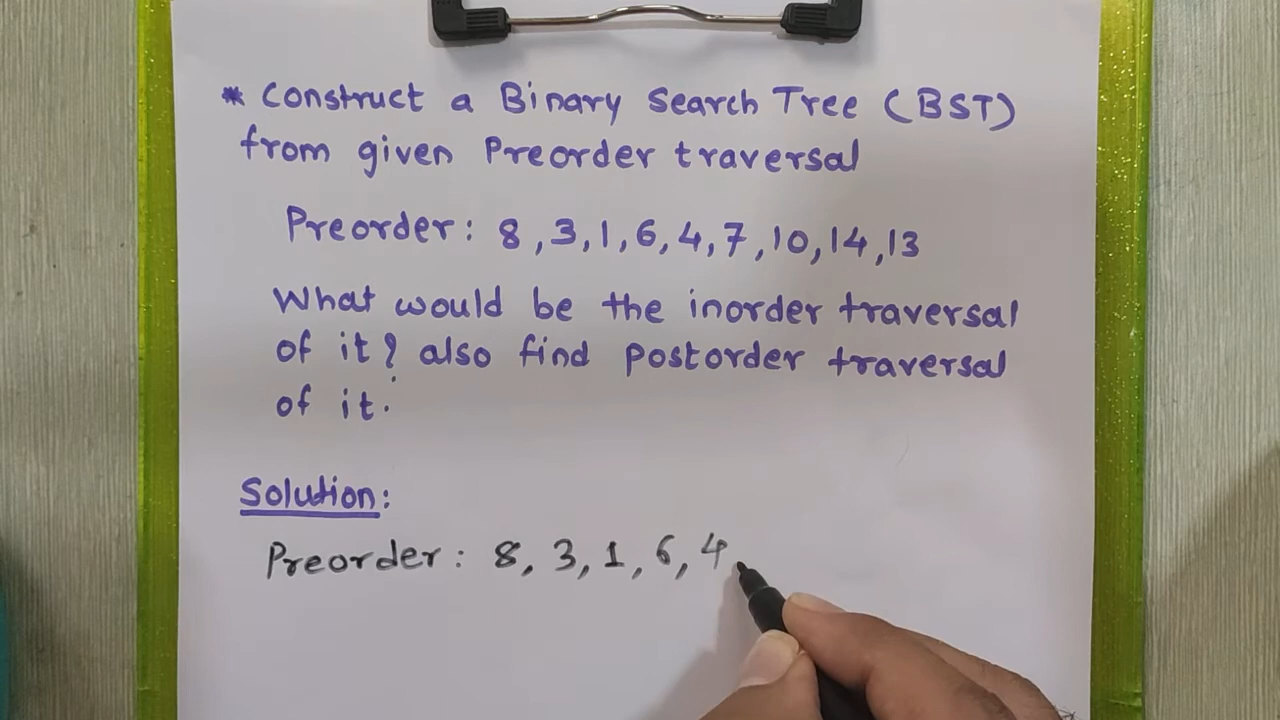 * Construct a Binary Search Tree (BST)
from given Preorder traversal
Preorder: 8,3,1,6,4,7,10,14,13
What would be the inorder traversal
of it? also find postorder traversal
of it.
Solution:
Preorder: 8, 3, 1, 6, 4